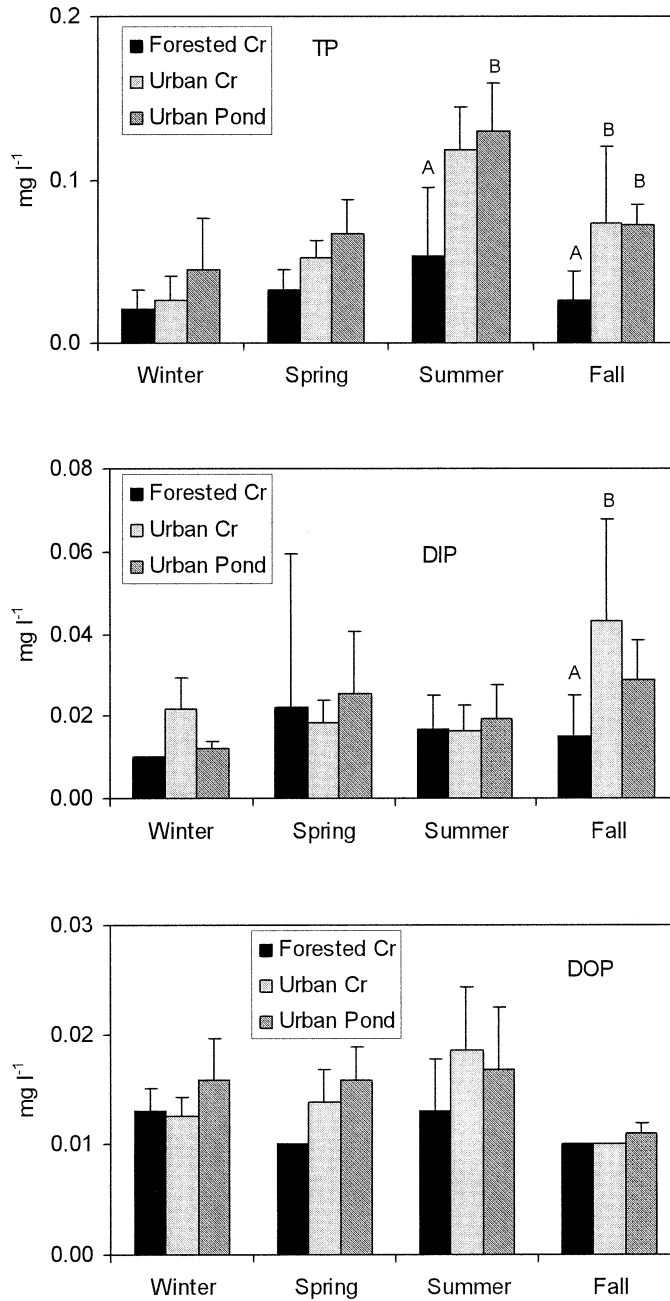 0.2
Forested Cr
TP
Urban Cr
B
Urban Pond
B
A
B
mg l-1
0.1
A
0.0
Winter Spring Summer Fall
0.08
Forested Cr
B
Urban Cr
DIP
Urban Pond
0.06
mg l-1
0.04
A
0.02
0.00
Winter Spring Summer Fall
0.03
Forested Cr
DOP
Urban Cr
Urban Pond
0.02
mg l-1
0.01
0.00
Winter Spring Summer Fall